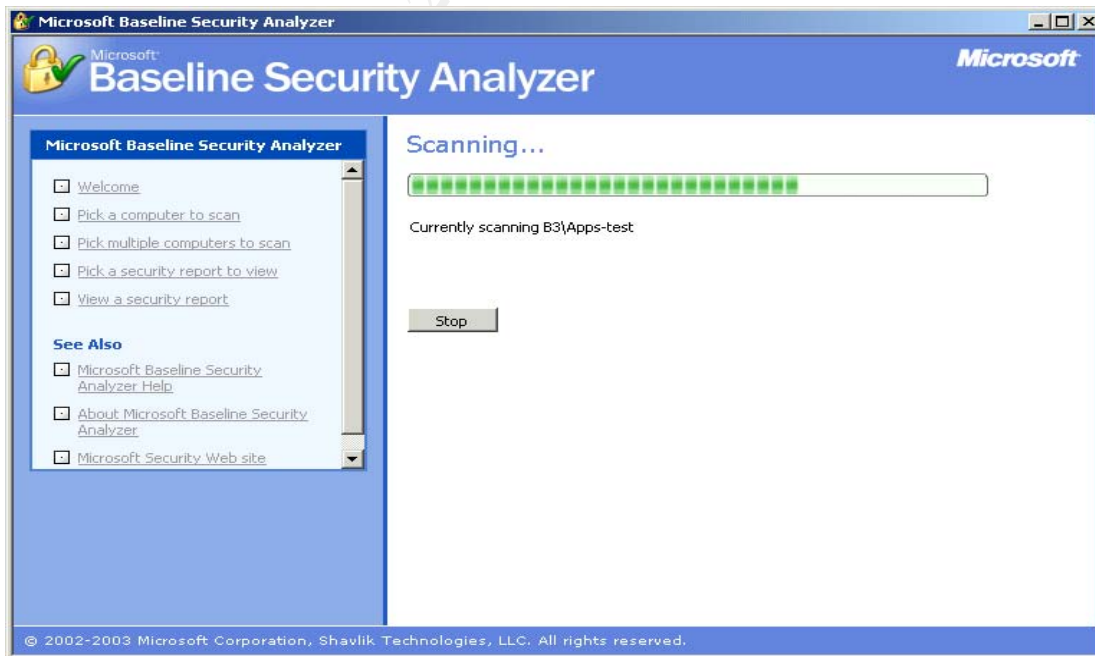 Microsoft Baseline Security Analyzer
Microsoft
Baseline Security Analyzer
Microsoft
Microsoft Baseline Security Analyzer
Welcome
Pick a computer to scan
Pick multiple computers to scan
Pick a security report to view
View a security report
See Also
Microsoft Baseline Security
Analyzer Help
About Microsoft Baseline Security
Analyzer
Microsoft Security Web site
Scanning...
Currently scanning B3\Apps-test
Stop
© 2002-2003 Microsoft Corporation, Shavlik Technologies, LLC. All rights reserved.